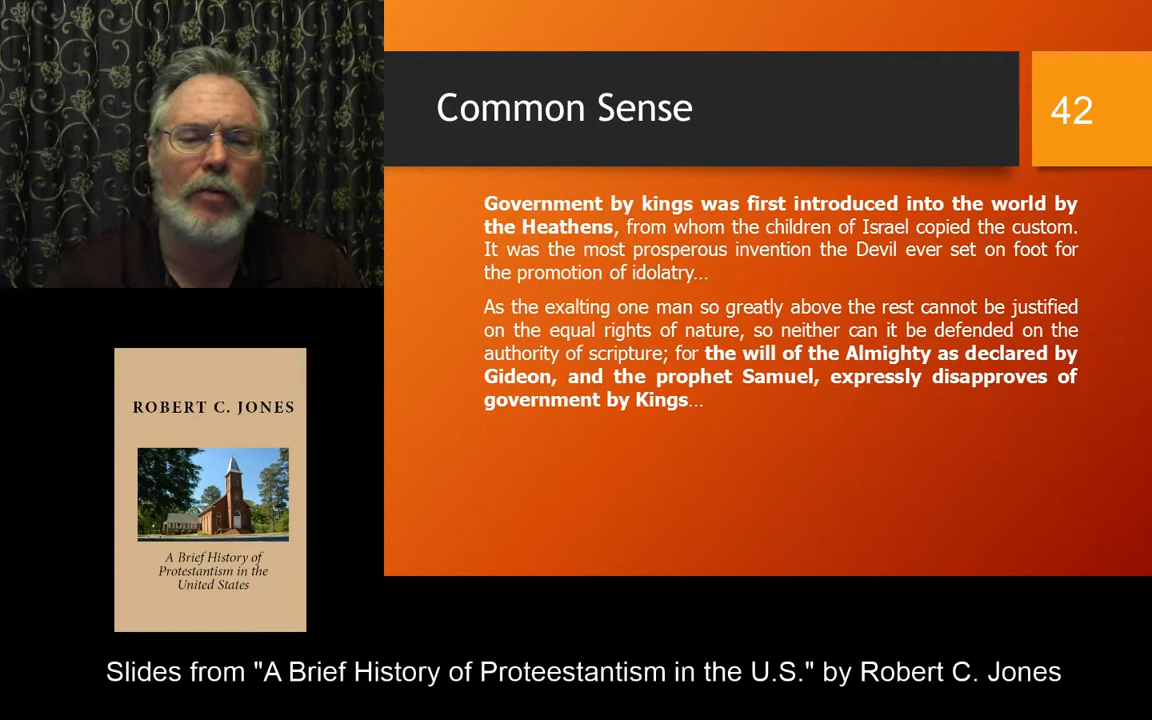 Common Sense
42
Government by kings was first introduced into the world by
the Heathens, from whom the children of Israel copied the custom.
It was the most prosperous invention the Devil ever set on foot for
the promotion of idolatry...
As the exalting one man so greatly above the rest cannot be justified
on the equal rights of nature, so neither can it be defended on the
authority of scripture; for the will of the Almighty as declared by
Gideon, and the prophet Samuel, expressly disapproves of
government by Kings...
ROBERT C. JONES
A Brief History of
Protestantism in the
United States
Slides from "A Brief History of Proteestantism in the U.S." by Robert C. Jones